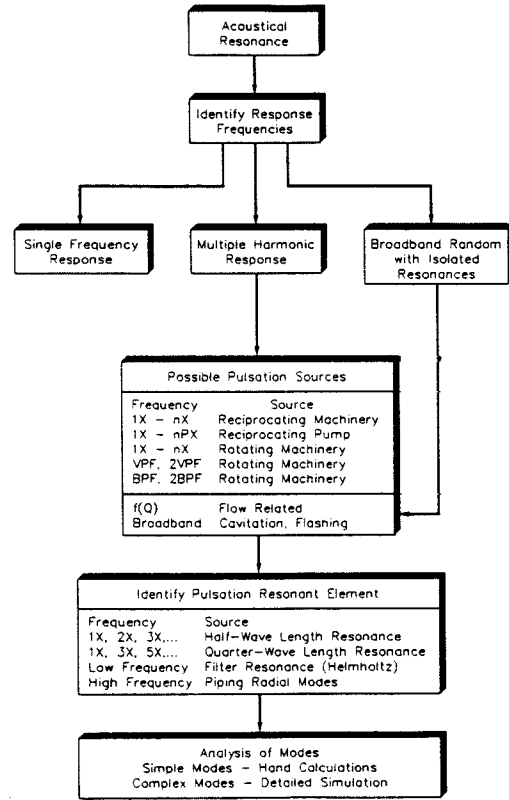 Acoustical
Resonance
Identify Response
Frequencies
Single Frequency
Response
Multiple Harmonic
Response
Broadband Random
with Isolated
Resonances
Possible Pulsation Sources
Frequency Source
1X – nX Reciprocating Machinery
1X – nPX Reciprocating Pump
1X – nX Rotating Machinery
VPF, 2VPF Rotating Machinery
BPF, 2BPF Rotating Machinery
f(Q) Flow Related
Broadband Cavitation, Flashing
Identify Pulsation Resonant Element
Frequency Source
1X, 2X, 3X,... Half-Wave Length Resonance
1X, 3X, 5X,... Quarter-Wave Length Resonance
Low Frequency Filter Resonance (Helmholtz)
High Frequency Piping Radial Modes
Analysis of Modes
Simple Modes – Hand Calculations
Complex Modes – Detailed Simulation